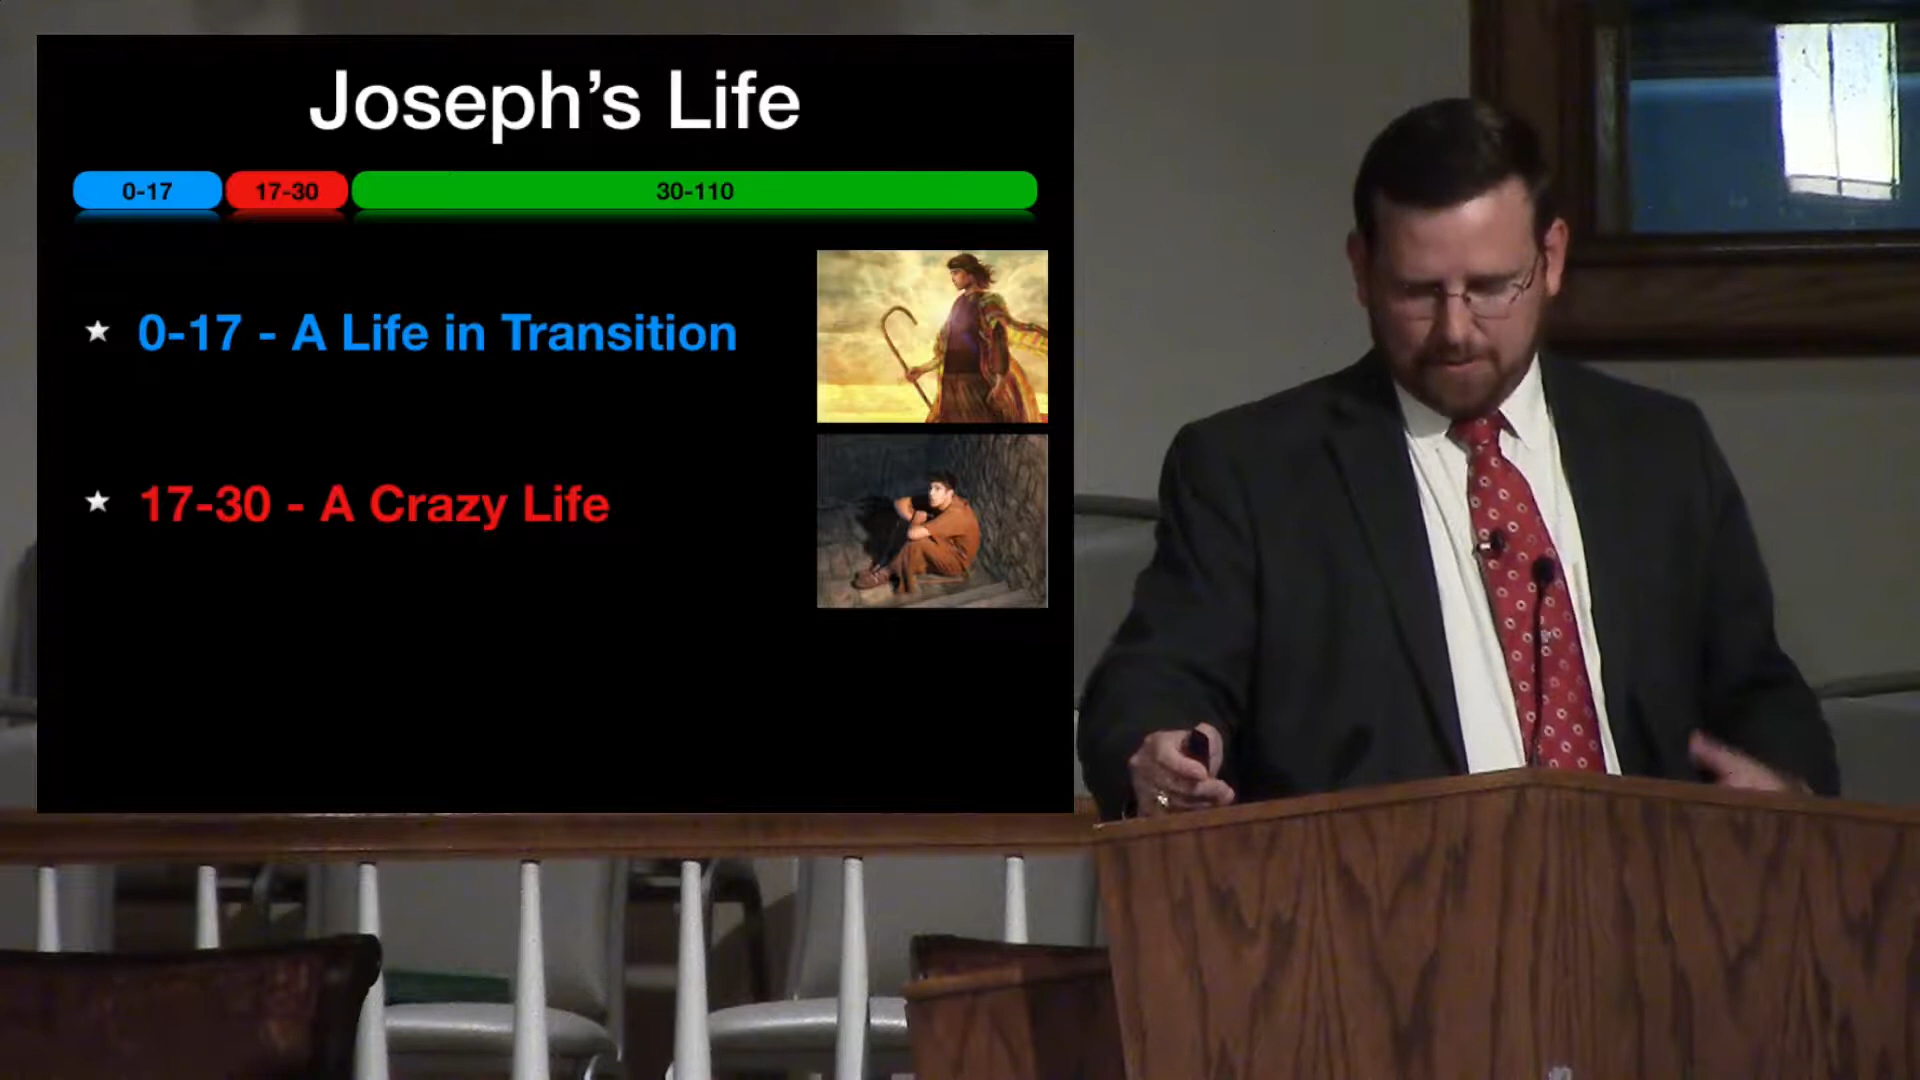 Joseph’s Life
0-17 17-30 30-110
0-17 - A Life in Transition
17-30 - A Crazy Life